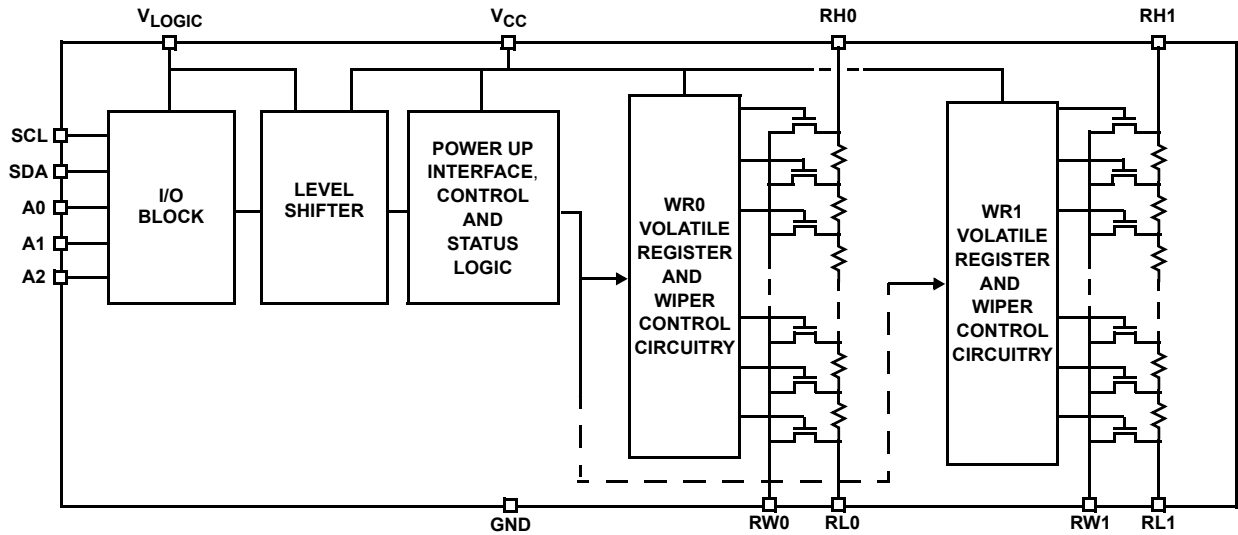 VLOGIC
VCC
RH0
RH1
SCL
SDA
A0
A1
A2
I/O
BLOCK
LEVEL
SHIFTER
POWER UP
INTERFACE,
CONTROL
AND
STATUS
LOGIC
WR0
VOLATILE
REGISTER
AND
WIPER
CONTROL
CIRCUITRY
WR1
VOLATILE
REGISTER
AND
WIPER
CONTROL
CIRCUITRY
GND
RW0
RL0
RW1
RL1